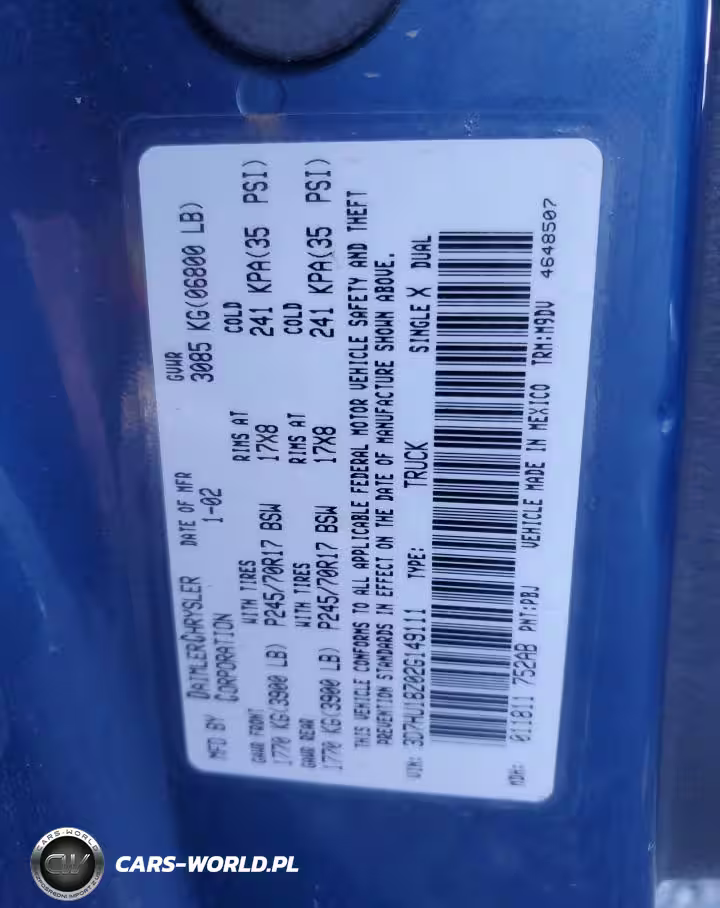 MFD BY DAIMLERCHRYSLER CORPORATION DATE OF MFR 1-02 GVWR 3085 KG(06800 LB)
GAWR FRONT WITH TIRES RIMS AT COLD
1770 KG(3900 LB) P245/70R17 BSW 17X8 241 KPA(35 PSI)
GAWR REAR WITH TIRES RIMS AT COLD
1770 KG(3900 LB) P245/70R17 BSW 17X8 241 KPA(35 PSI)
THIS VEHICLE CONFORMS TO ALL APPLICABLE FEDERAL MOTOR VEHICLE SAFETY AND THEFT
PREVENTION STANDARDS IN EFFECT ON THE DATE OF MANUFACTURE SHOWN ABOVE.
VIN: 3D7HU18Z02G149111 TYPE: TRUCK SINGLE X DUAL
MDH: 011811 752AB PNT:PBJ VEHICLE MADE IN MEXICO TRM:M9DV 4648507
CARS-WORLD
CW
CARS-WORLD.PL